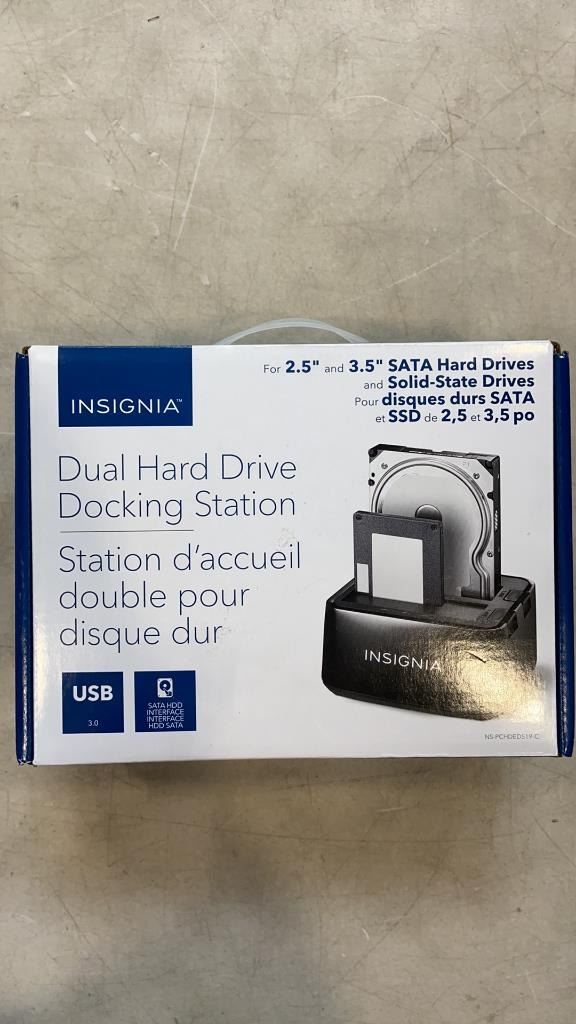 INSIGNIA™
For 2.5" and 3.5" SATA Hard Drives
and Solid-State Drives
Pour disques durs SATA
et SSD de 2,5 et 3,5 po
Dual Hard Drive
Docking Station
Station d'accueil
double pour
disque dur
INSIGNIA
USB
3.0
SATA HDD
INTERFACE
INTERFACE
HDD SATA
NS-PCHDEDS19-C